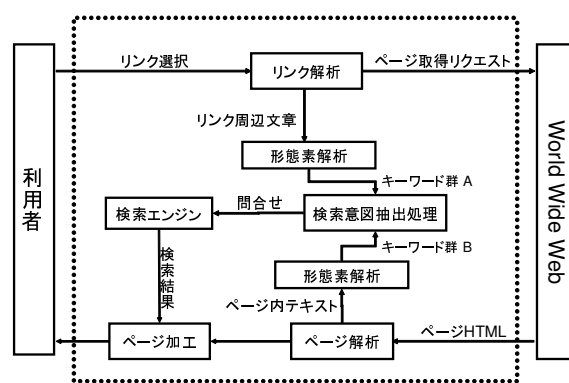 リンク選択
リンク解析
ページ取得リクエスト
リンク周辺文章
形態素解析
キーワード群 A
利用者
検索エンジン
問合せ
検索意図抽出処理
World Wide Web
キーワード群 B
検索結果
形態素解析
ページ内テキスト
ページ加工
ページ解析
ページHTML